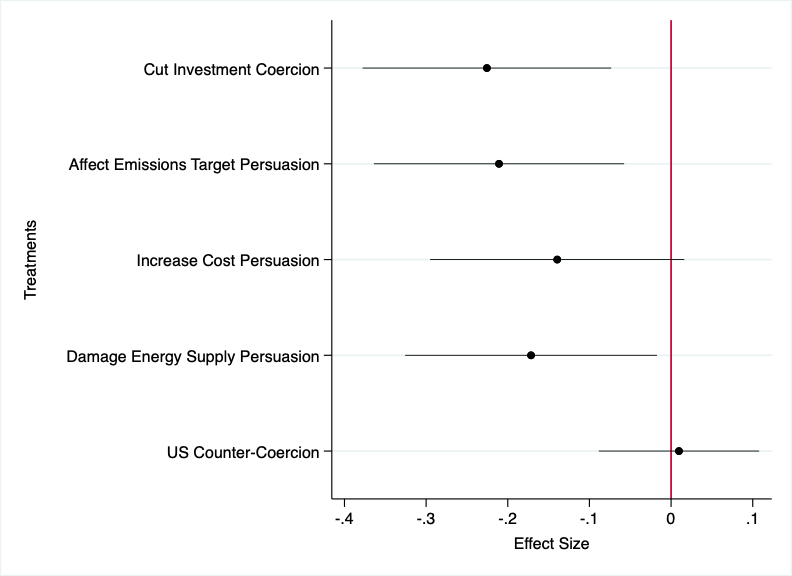 Treatments
Cut Investment Coercion
Affect Emissions Target Persuasion
Increase Cost Persuasion
Damage Energy Supply Persuasion
US Counter-Coercion
-.4 -.3 -.2 -.1 0 .1
Effect Size